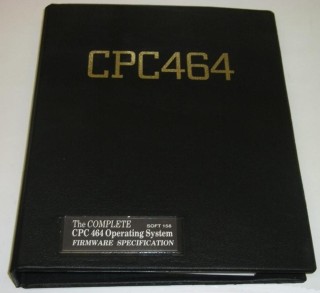 CPC464
The COMPLETE SOFT 158
CPC 464 Operating System
FIRMWARE SPECIFICATION